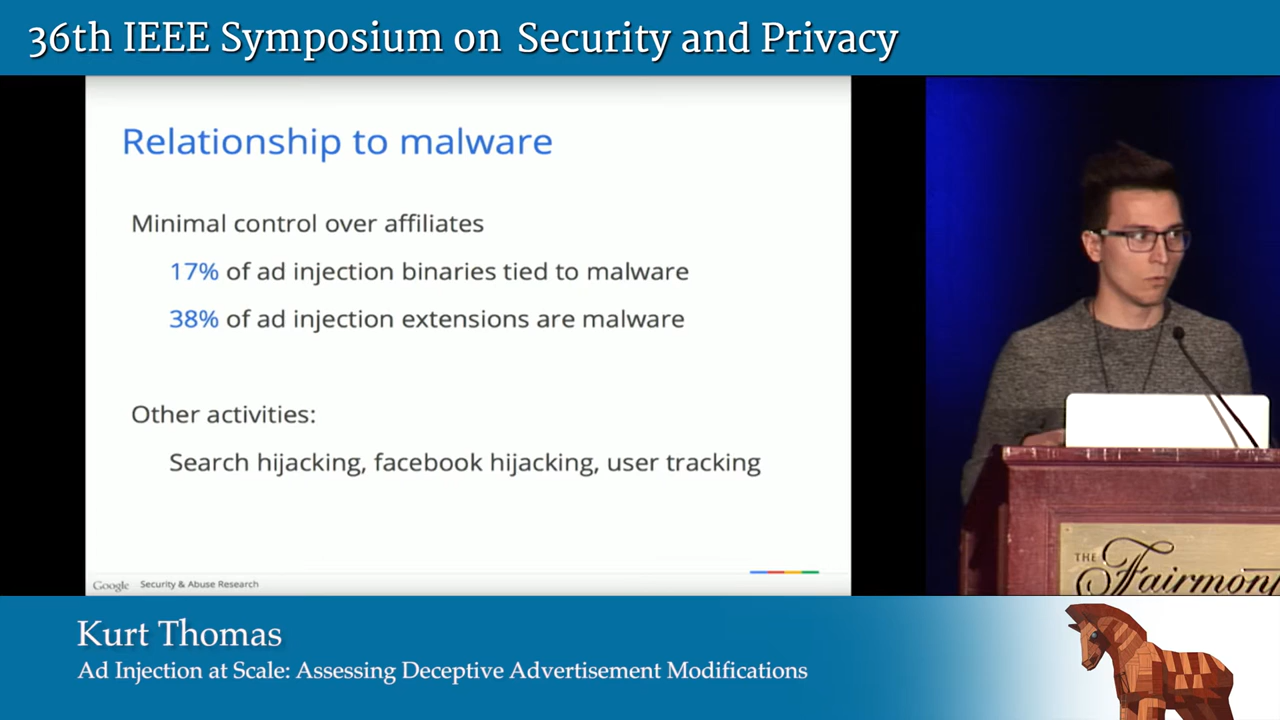 36th IEEE Symposium on Security and Privacy
Relationship to malware
Minimal control over affiliates
17% of ad injection binaries tied to malware
38% of ad injection extensions are malware
Other activities:
Search hijacking, facebook hijacking, user tracking
Google Security & Abuse Research
THE Fairmont
Kurt Thomas
Ad Injection at Scale: Assessing Deceptive Advertisement Modifications